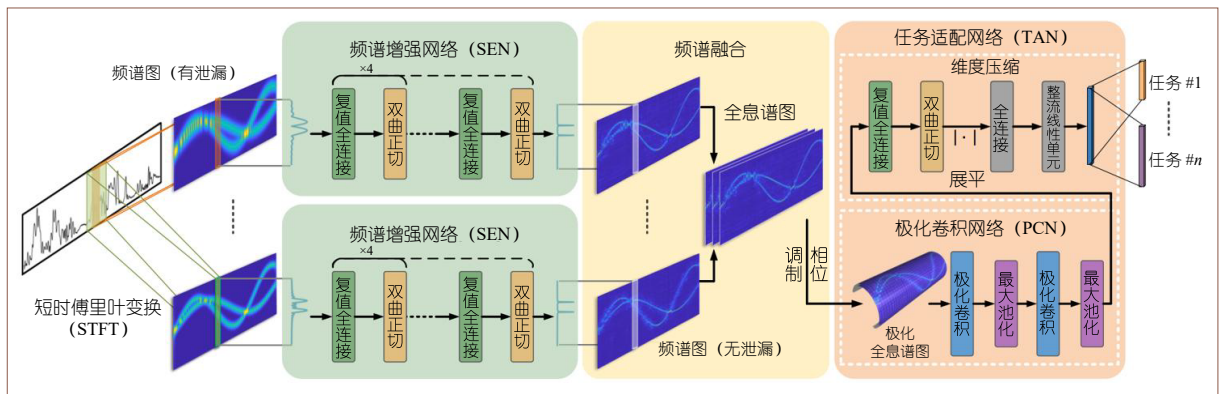 频谱图（有泄漏）
短时傅里叶变换
(STFT)
频谱增强网络（SEN）
×4
复值全连接
双曲正切
复值全连接
双曲正切
频谱增强网络（SEN）
×4
复值全连接
双曲正切
复值全连接
双曲正切
频谱融合
全息谱图
频谱图（无泄漏）
调制
相位
任务适配网络（TAN）
维度压缩
复值全连接
双曲正切
|·|
全连接
整流线性单元
任务 #1
任务 #n
展平
极化卷积网络（PCN）
极化
全息谱图
极化卷积
最大池化
极化卷积
最大池化